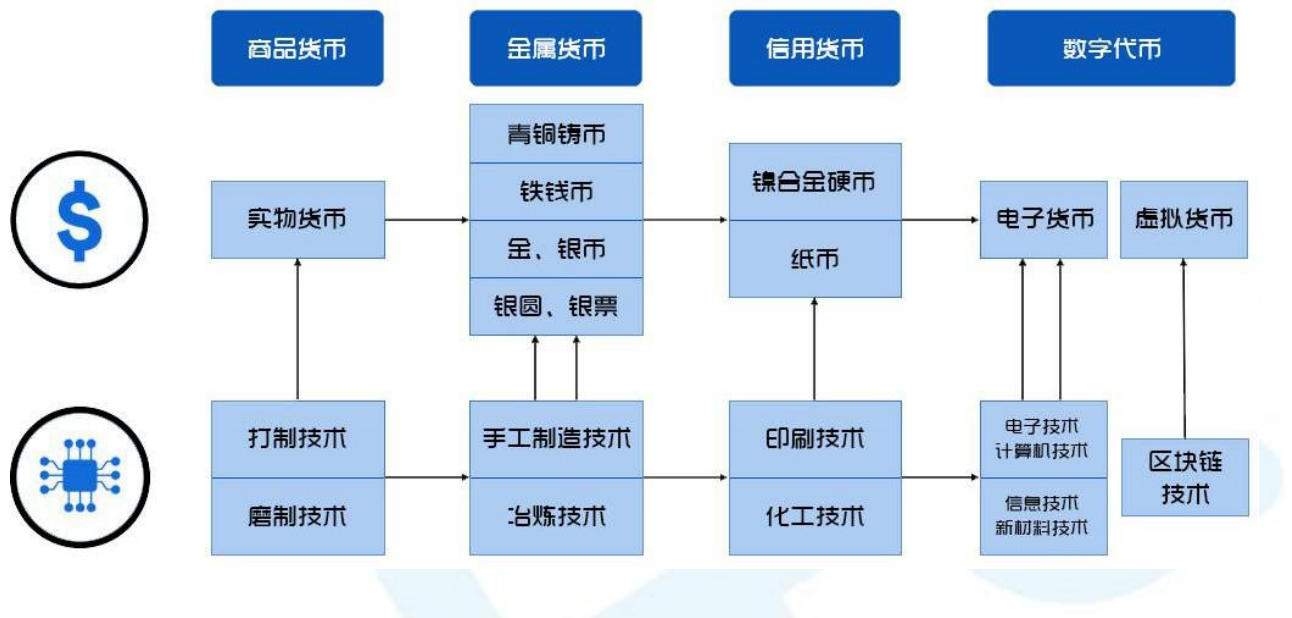 商品货币
金属货币
信用货币
数字代币
青铜铸币
铁钱币
金、银币
银圆、银票
实物货币
镍合金硬币
纸币
电子货币
虚拟货币
打制技术
磨制技术
手工制造技术
冶炼技术
印刷技术
化工技术
电子技术
计算机技术
信息技术
新材料技术
区块链
技术